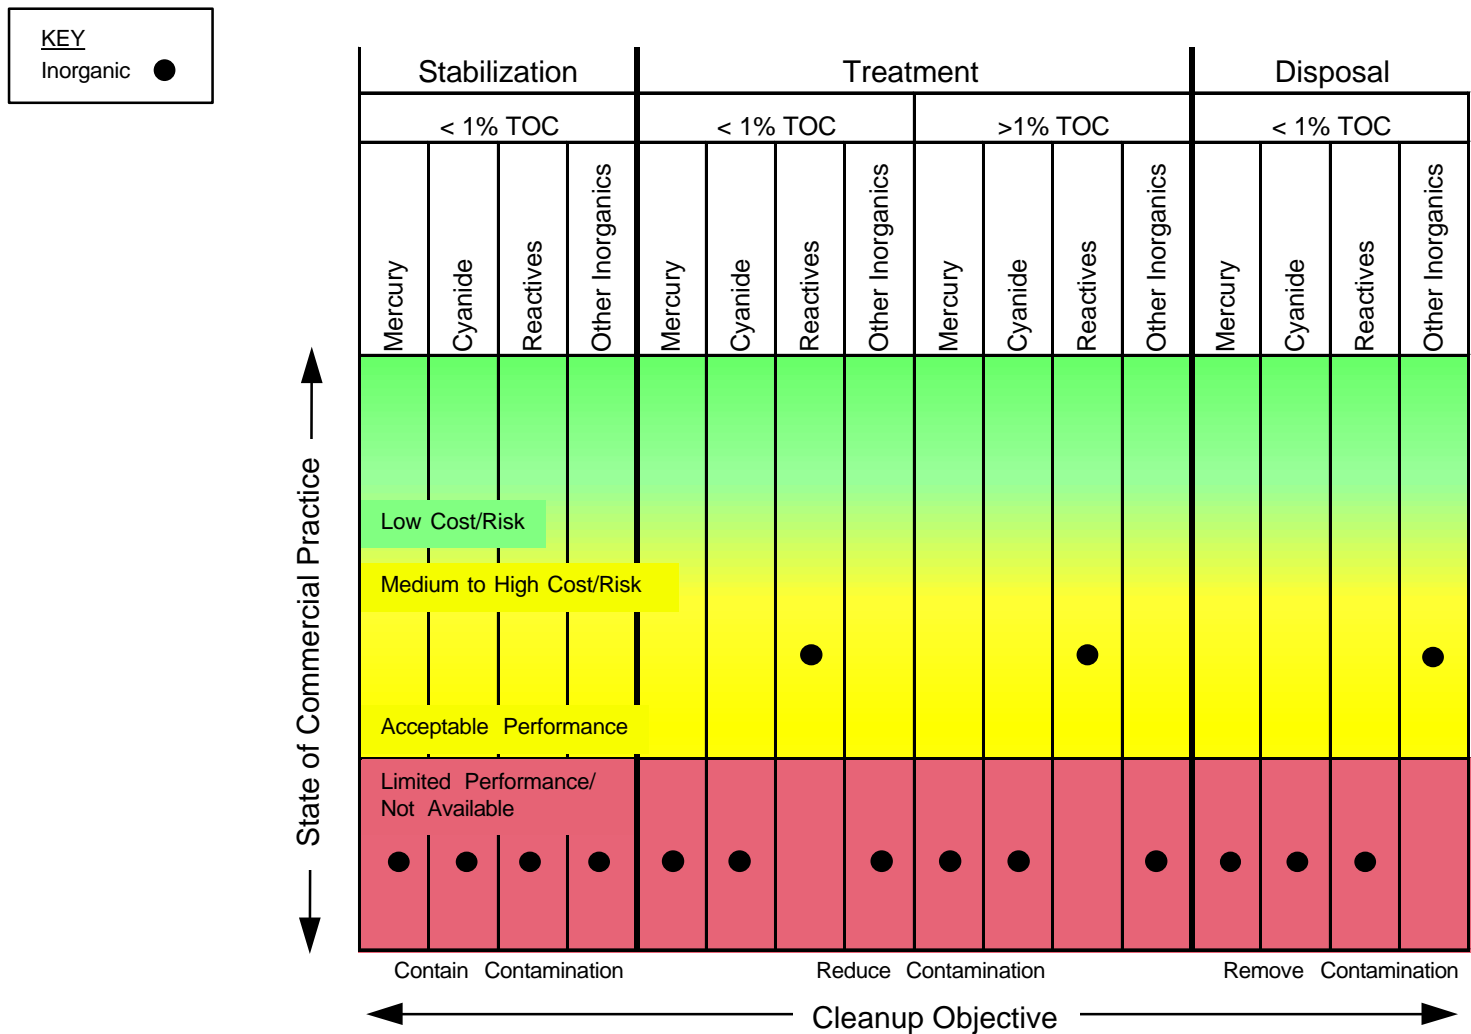 KEY
Inorganic
Stabilization Treatment Disposal
< 1% TOC < 1% TOC >1% TOC < 1% TOC
Mercury Cyanide Reactives Other Inorganics Mercury Cyanide Reactives Other Inorganics Mercury Cyanide Reactives Other Inorganics Mercury Cyanide Reactives Other Inorganics
State of Commercial Practice
Low Cost/Risk
Medium to High Cost/Risk
Acceptable Performance
Limited Performance/
Not Available
Contain Contamination Reduce Contamination Remove Contamination
Cleanup Objective